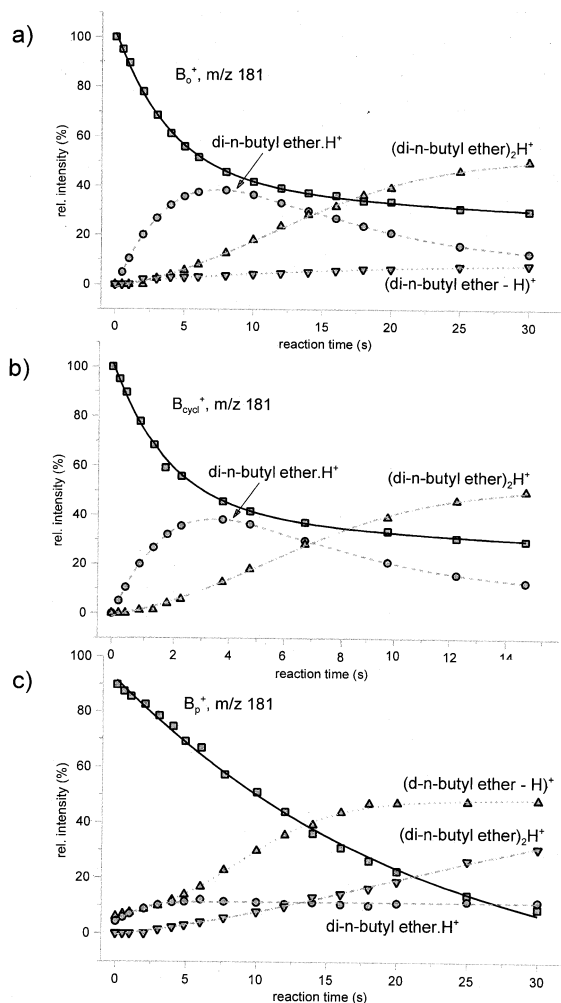 a)
100
80
60
40
20
0
rel. intensity (%)
Bo+, m/z 181
di-n-butyl ether.H+
(di-n-butyl ether)2H+
(di-n-butyl ether - H)+
0 5 10 15 20 25 30
reaction time (s)
b)
100
80
60
40
20
0
rel. intensity (%)
Bcycl+, m/z 181
di-n-butyl ether.H+
(di-n-butyl ether)2H+
0 2 4 6 8 10 12 14
reaction time (s)
c)
100
80
60
40
20
0
rel. intensity (%)
Bp+, m/z 181
(d-n-butyl ether - H)+
(di-n-butyl ether)2H+
di-n-butyl ether.H+
0 5 10 15 20 25 30
reaction time (s)